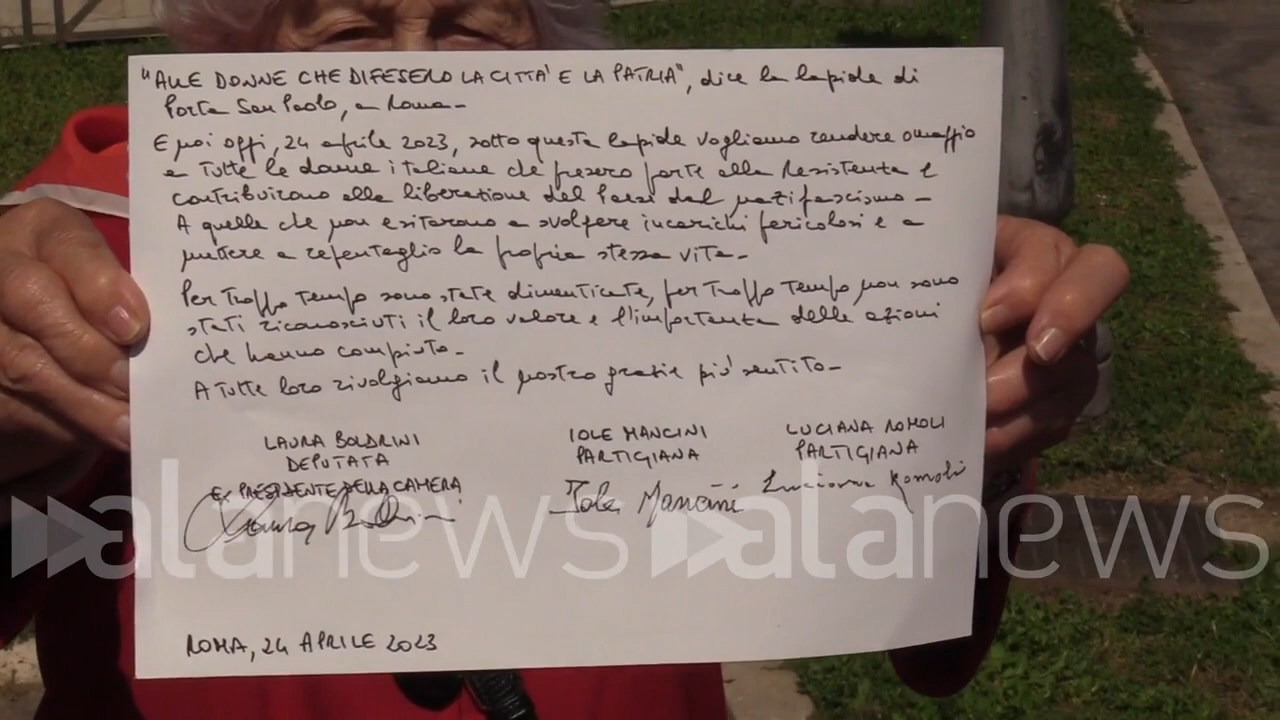 "ALLE DONNE CHE DIFESERO LA CITTA' E LA PATRIA", dice la lapide di
Porta San Paolo, a Roma-
E noi oggi, 24 aprile 2023, sotto questa lapide vogliamo rendere omaggio
a tutte le donne italiane che presero parte alla Resistenza e
contribuirono alla liberazione del Paese dal nazifascismo-
A quelle che non esitarono a svolgere incarichi pericolosi e a
mettere a repentaglio la propria stessa vita-
Per troppo tempo sono state dimenticate, per troppo tempo non sono
stati riconosciuti il loro valore e l'importanza delle azioni
che hanno compiuto-
A tutte loro rivolgiamo il nostro grazie più sentito-
LAURA BOLDRINI IOLE MANCINI LUCIANA ROMOLI
DEPUTATA PARTIGIANA PARTIGIANA
E PRESIDENTE DELLA CAMERA
Laura Boldrini Iole Mancini Luciana Romoli
alanews alanews
ROMA, 24 APRILE 2023